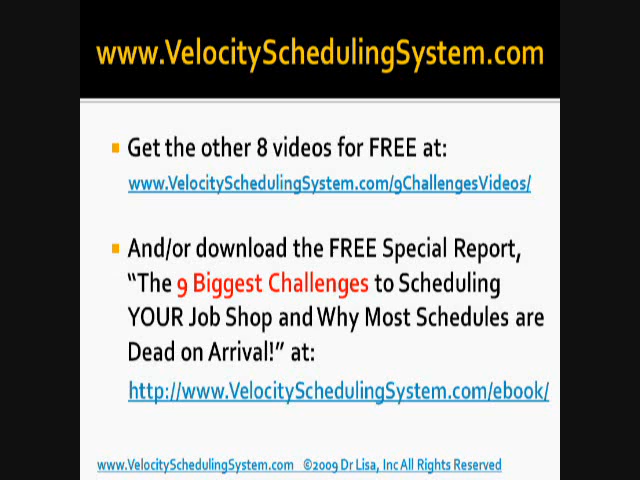 www.VelocitySchedulingSystem.com
Get the other 8 videos for FREE at:
www.VelocitySchedulingSystem.com/9ChallengesVideos/
And/or download the FREE Special Report,
“The 9 Biggest Challenges to Scheduling
YOUR Job Shop and Why Most Schedules are
Dead on Arrival!” at:
http://www.VelocitySchedulingSystem.com/ebook/
www.VelocitySchedulingSystem.com ©2009 Dr Lisa, Inc All Rights Reserved